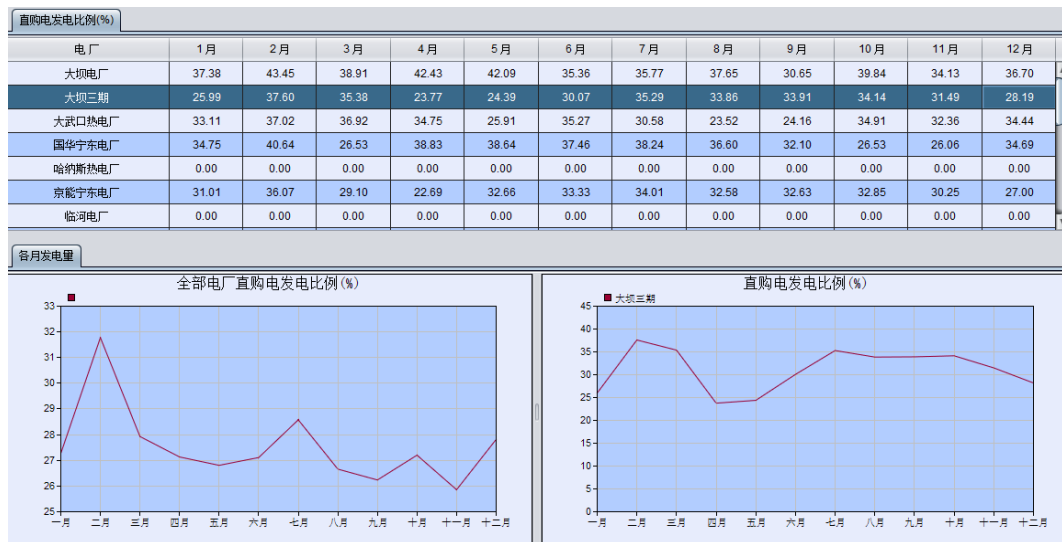 直购电发电比例(%)
电 厂 1月 2月 3月 4月 5月 6月 7月 8月 9月 10月 11月 12月
大坝电厂 37.38 43.45 38.91 42.43 42.09 35.36 35.77 37.65 30.65 39.84 34.13 36.70
大坝三期 25.99 37.60 35.38 23.77 24.39 30.07 35.29 33.86 33.91 34.14 31.49 28.19
大武口热电厂 33.11 37.02 36.92 34.75 25.91 35.27 30.58 23.52 24.16 34.91 32.36 34.44
国华宁东电厂 34.75 40.64 26.53 38.83 38.64 37.46 38.24 36.60 32.10 26.53 26.06 34.69
哈纳斯热电厂 0.00 0.00 0.00 0.00 0.00 0.00 0.00 0.00 0.00 0.00 0.00 0.00
京能宁东电厂 31.01 36.07 29.10 22.69 32.66 33.33 34.01 32.58 32.63 32.85 30.25 27.00
临河电厂 0.00 0.00 0.00 0.00 0.00 0.00 0.00 0.00 0.00 0.00 0.00 0.00
各月发电量
全部电厂直购电发电比例(%)
33
32
31
30
29
28
27
26
25
一月 二月 三月 四月 五月 六月 七月 八月 九月 十月 十一月 十二月
直购电发电比例(%)
大坝三期
45
40
35
30
25
20
15
10
5
0
一月 二月 三月 四月 五月 六月 七月 八月 九月 十月 十一月 十二月